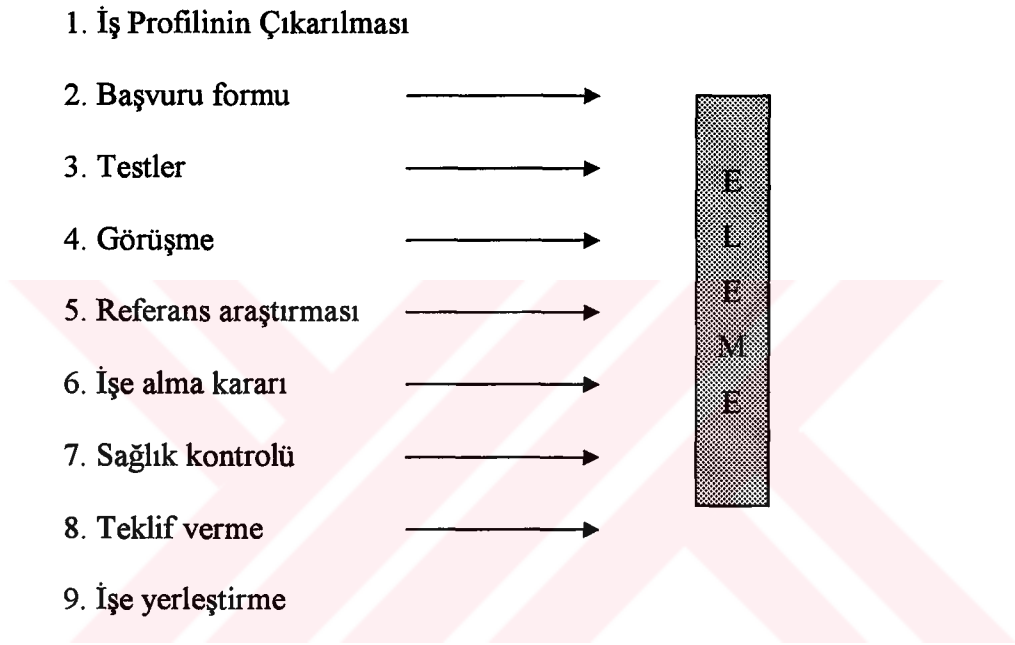 1. İş Profilinin Çıkarılması
2. Başvuru formu
3. Testler
4. Görüşme
5. Referans araştırması
6. İşe alma kararı
7. Sağlık kontrolü
8. Teklif verme
9. İşe yerleştirme
E
L
E
M
E